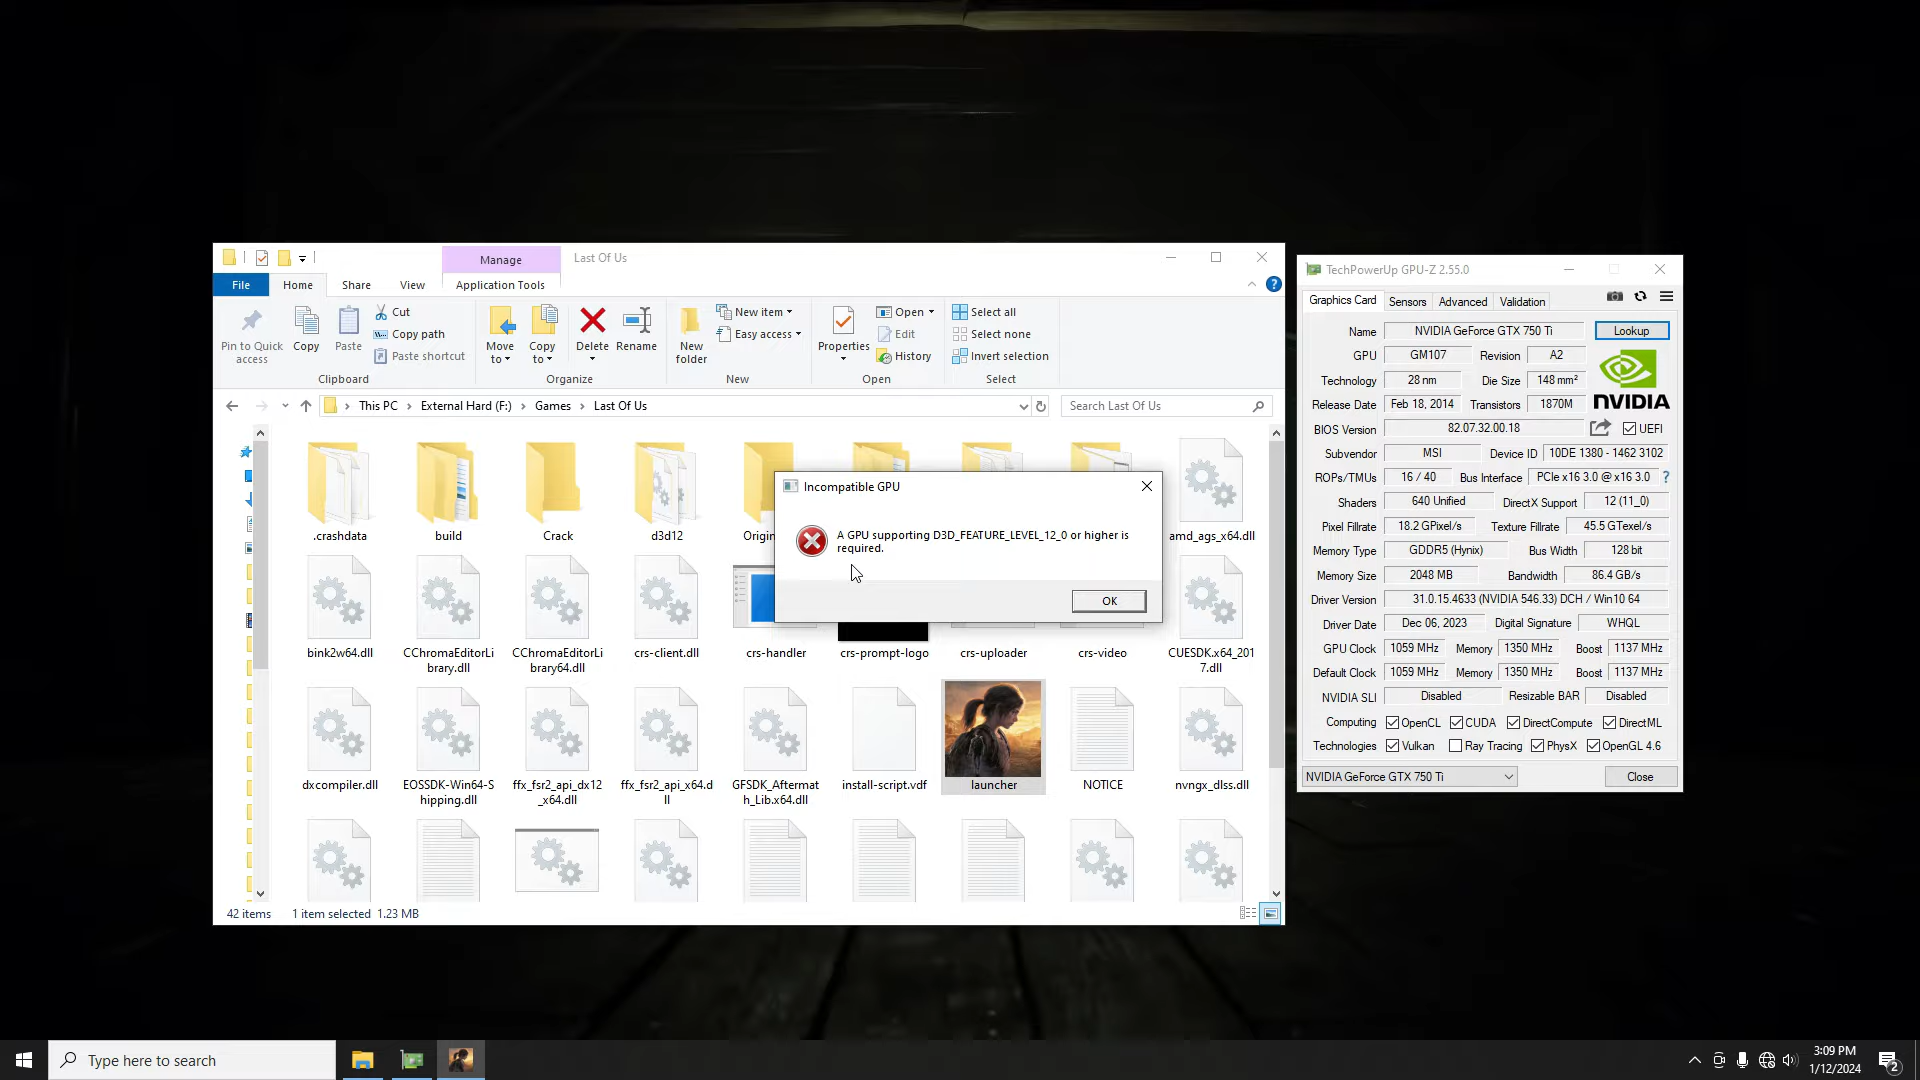 Manage
Last Of Us
File
Home
Share
View
Application Tools
Pin to Quick
access
Copy
Paste
Cut
Copy path
Paste shortcut
Clipboard
Move
to
Copy
to
Delete
Rename
Organize
New
folder
New item
Easy access
New
Properties
Open
Edit
History
Open
Select all
Select none
Invert selection
Select
This PC
External Hard (F:)
Games
Last Of Us
Search Last Of Us
.crashdata
build
Crack
d3d12
amd_ags_x64.dll
Incompatible GPU
A GPU supporting D3D_FEATURE_LEVEL_12_0 or higher is
required.
OK
bink2w64.dll
CChromaEditorLi
brary.dll
CChromaEditorLi
brary64.dll
crs-client.dll
crs-handler
crs-prompt-logo
crs-uploader
crs-video
CUESDK.x64_201
7.dll
dxcompiler.dll
EOSSDK-Win64-S
hipping.dll
ffx_fsr2_api_dx12
_x64.dll
ffx_fsr2_api_x64.d
ll
GFSDK_Aftermat
h_Lib.x64.dll
install-script.vdf
launcher
NOTICE
nvngx_dlss.dll
42 items
1 item selected 1.23 MB
TechPowerUp GPU-Z 2.55.0
Graphics Card
Sensors
Advanced
Validation
Name NVIDIA GeForce GTX 750 Ti Lookup
GPU GM107 Revision A2
Technology 28 nm Die Size 148 mm²
Release Date Feb 18, 2014 Transistors 1870M
NVIDIA
BIOS Version 82.07.32.00.18 UEFI
Subvendor MSI Device ID 10DE 1380 - 1462 3102
ROPs/TMUs 16 / 40 Bus Interface PCIe x16 3.0 @ x16 3.0 ?
Shaders 640 Unified DirectX Support 12 (11_0)
Pixel Fillrate 18.2 GPixel/s Texture Fillrate 45.5 GTexel/s
Memory Type GDDR5 (Hynix) Bus Width 128 bit
Memory Size 2048 MB Bandwidth 86.4 GB/s
Driver Version 31.0.15.4633 (NVIDIA 546.33) DCH / Win10 64
Driver Date Dec 06, 2023 Digital Signature WHQL
GPU Clock 1059 MHz Memory 1350 MHz Boost 1137 MHz
Default Clock 1059 MHz Memory 1350 MHz Boost 1137 MHz
NVIDIA SLI Disabled Resizable BAR Disabled
Computing OpenCL CUDA DirectCompute DirectML
Technologies Vulkan Ray Tracing PhysX OpenGL 4.6
NVIDIA GeForce GTX 750 Ti
Close
Type here to search
3:09 PM
1/12/2024
2